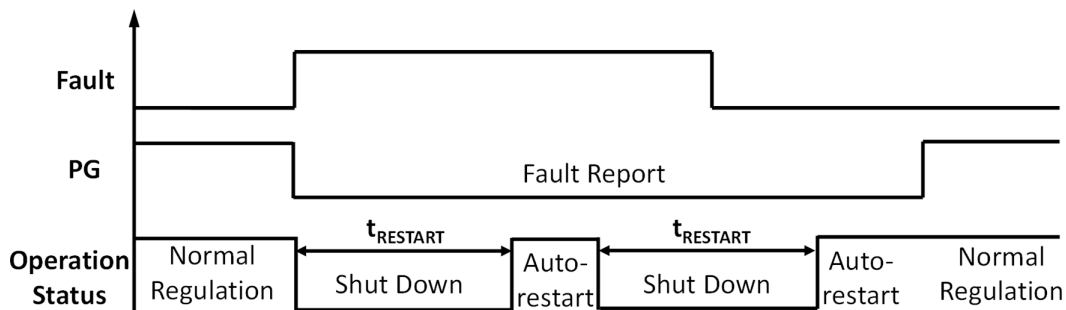 Fault
PG
Fault Report
tRESTART
tRESTART
Operation
Status
Normal
Regulation
Shut Down
Auto-
restart
Shut Down
Auto-
restart
Normal
Regulation